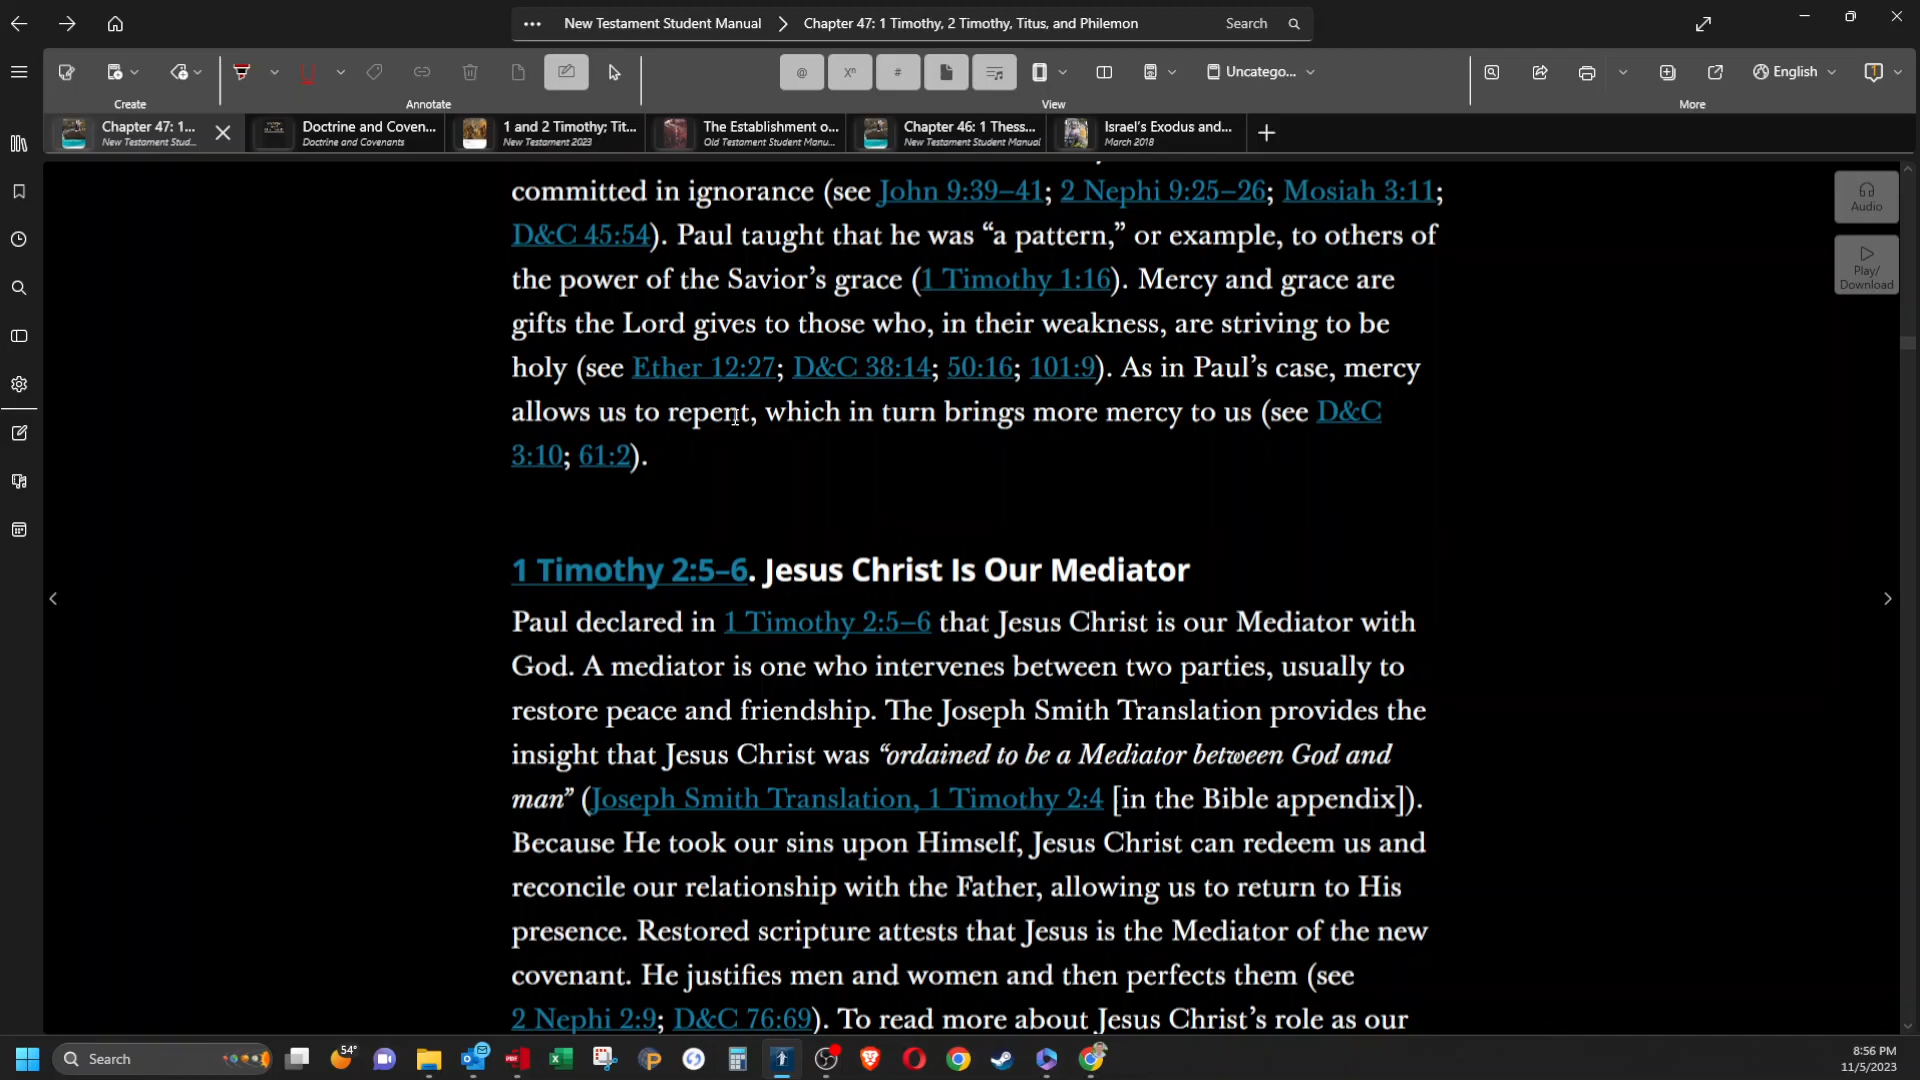 New Testament Student Manual
Chapter 47: 1 Timothy, 2 Timothy, Titus, and Philemon
Search
@
Xⁿ
#
Uncatego...
English
1
Create
Annotate
View
More
Chapter 47: 1...
New Testament Stud...
Doctrine and Coven...
Doctrine and Covenants
1 and 2 Timothy; Tit...
New Testament 2023
The Establishment o...
Old Testament Student Manu...
Chapter 46: 1 Thess...
New Testament Student Manual
Israel's Exodus and...
March 2018
Audio
Play/
Download
committed in ignorance (see John 9:39–41; 2 Nephi 9:25–26; Mosiah 3:11;
D&C 45:54). Paul taught that he was “a pattern,” or example, to others of
the power of the Savior’s grace (1 Timothy 1:16). Mercy and grace are
gifts the Lord gives to those who, in their weakness, are striving to be
holy (see Ether 12:27; D&C 38:14; 50:16; 101:9). As in Paul’s case, mercy
allows us to repent, which in turn brings more mercy to us (see D&C
3:10; 61:2).
1 Timothy 2:5–6. Jesus Christ Is Our Mediator
Paul declared in 1 Timothy 2:5–6 that Jesus Christ is our Mediator with
God. A mediator is one who intervenes between two parties, usually to
restore peace and friendship. The Joseph Smith Translation provides the
insight that Jesus Christ was “ordained to be a Mediator between God and
man” (Joseph Smith Translation, 1 Timothy 2:4 [in the Bible appendix]).
Because He took our sins upon Himself, Jesus Christ can redeem us and
reconcile our relationship with the Father, allowing us to return to His
presence. Restored scripture attests that Jesus is the Mediator of the new
covenant. He justifies men and women and then perfects them (see
2 Nephi 2:9; D&C 76:69). To read more about Jesus Christ’s role as our
Search
54°
8:56 PM
11/5/2023